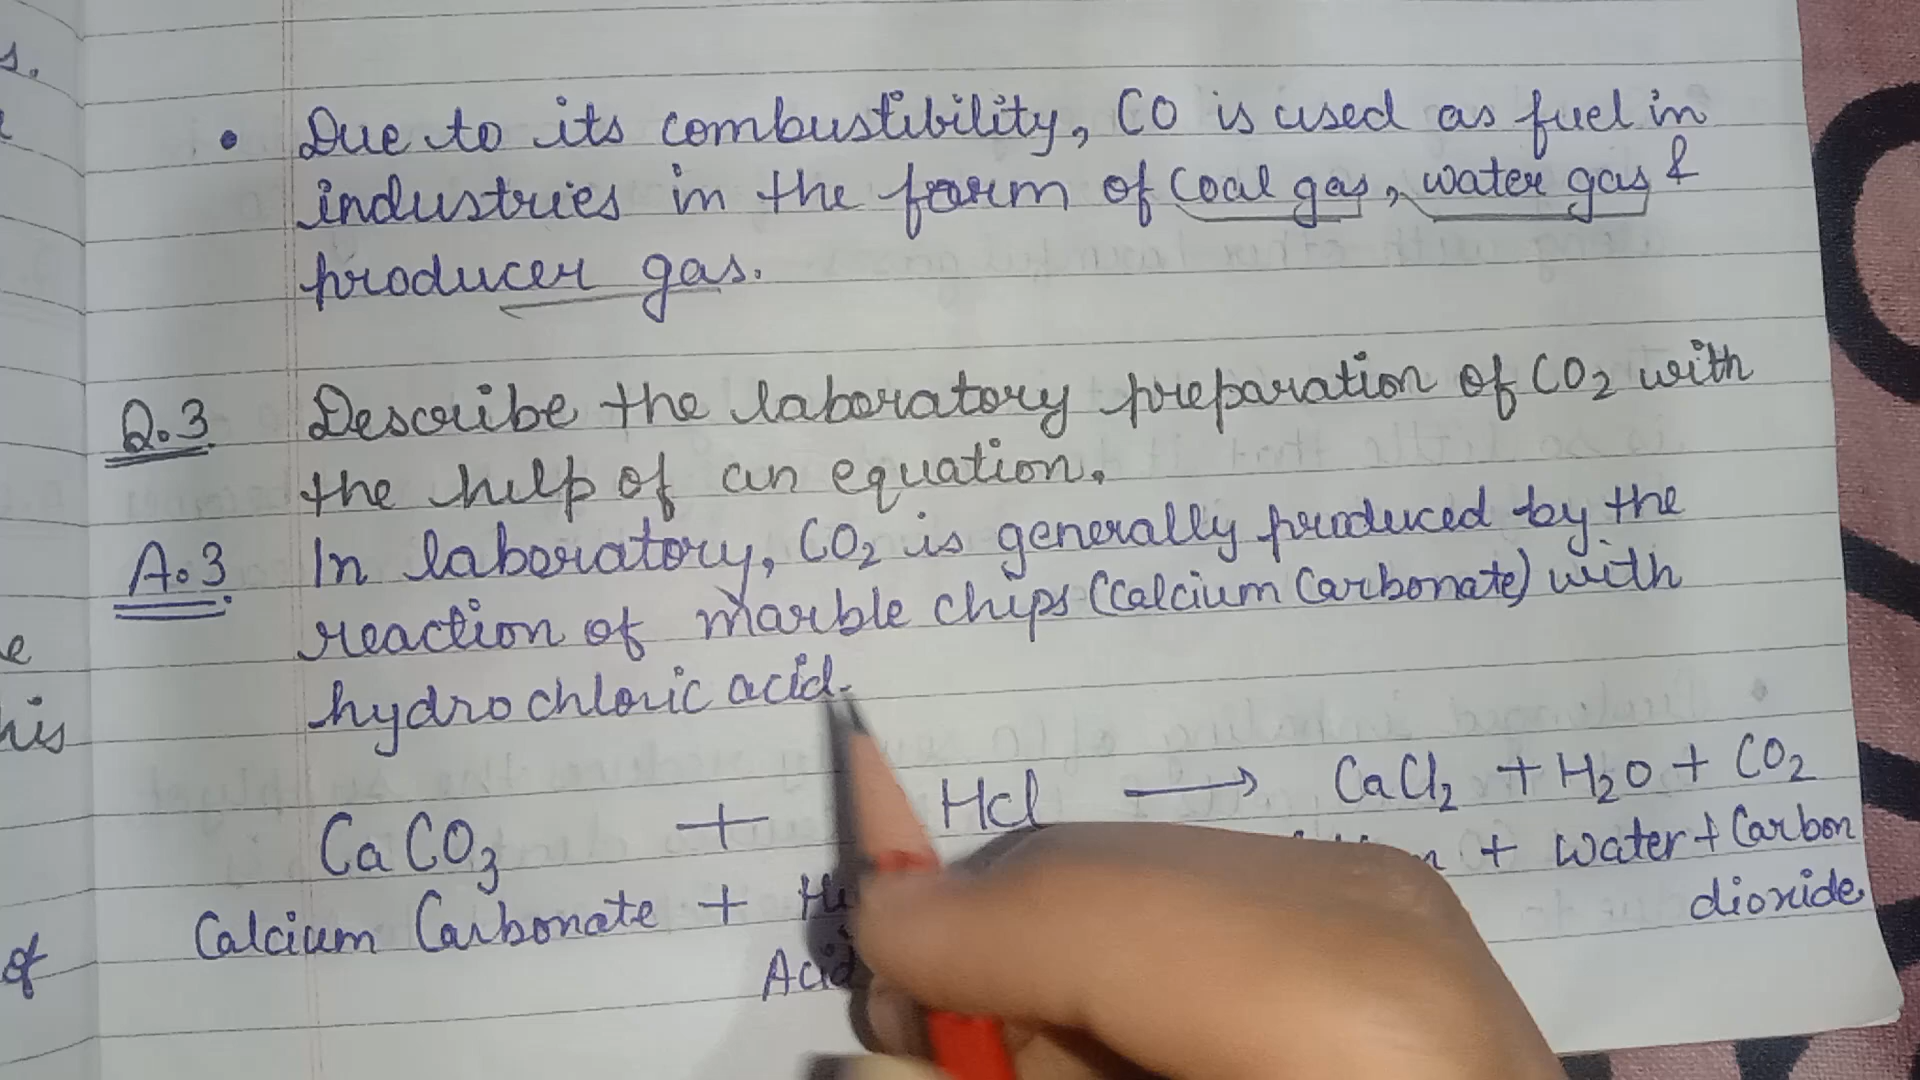 s.
• Due to its combustibility, CO is used as fuel in
industries in the form of Coal gas, water gas &
producer gas.
Q.3 Describe the laboratory preparation of CO2 with
the help of an equation.
A.3 In laboratory, CO2 is generally produced by the
reaction of marble chips (Calcium Carbonate) with
e
hydrochloric acid.
his
CaCO3 + HCl → CaCl2 + H2O + CO2
Calcium Carbonate + + water + Carbon
dioxide
of
Acid